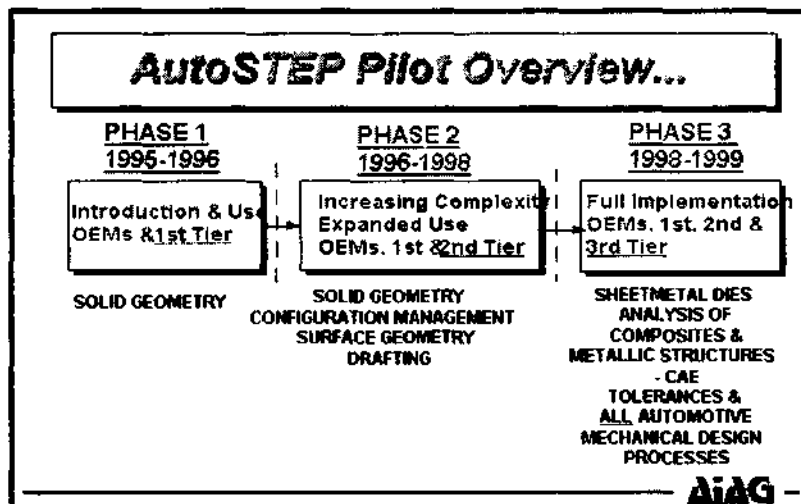 AutoSTEP Pilot Overview...
PHASE 1
1995-1996
Introduction & Use
OEMs & 1st Tier
SOLID GEOMETRY
PHASE 2
1996-1998
Increasing Complexity
Expanded Use
OEMs, 1st & 2nd Tier
SOLID GEOMETRY
CONFIGURATION MANAGEMENT
SURFACE GEOMETRY
DRAFTING
PHASE 3
1998-1999
Full Implementation
OEMs, 1st, 2nd &
3rd Tier
SHEETMETAL DIES
ANALYSIS OF
COMPOSITES &
METALLIC STRUCTURES
- CAE
TOLERANCES &
ALL AUTOMOTIVE
MECHANICAL DESIGN
PROCESSES
AIAG